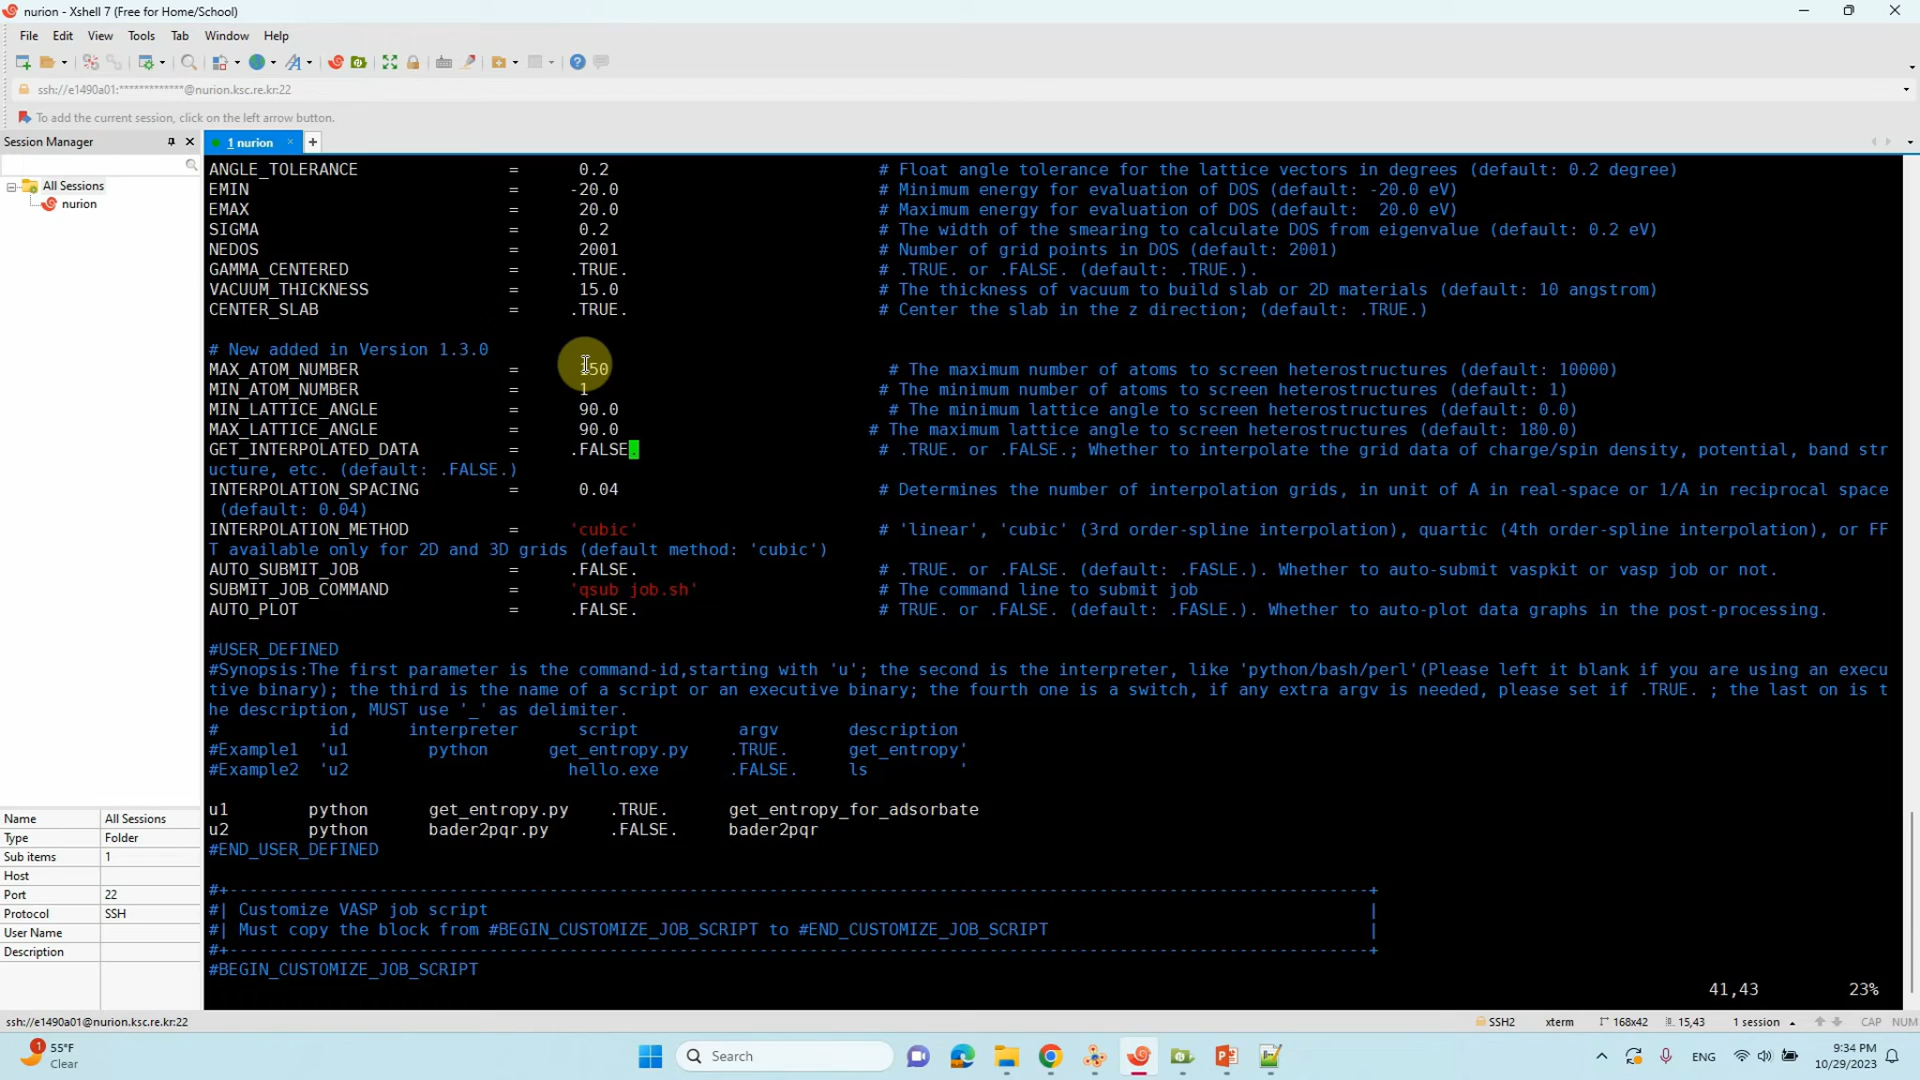 nurion - Xshell 7 (Free for Home/School)
File Edit View Tools Tab Window Help
ssh://e1490a01:*************@nurion.ksc.re.kr:22
To add the current session, click on the left arrow button.
Session Manager
1 nurion
All Sessions
nurion
ANGLE_TOLERANCE = 0.2 # Float angle tolerance for the lattice vectors in degrees (default: 0.2 degree)
EMIN = -20.0 # Minimum energy for evaluation of DOS (default: -20.0 eV)
EMAX = 20.0 # Maximum energy for evaluation of DOS (default:  20.0 eV)
SIGMA = 0.2 # The width of the smearing to calculate DOS from eigenvalue (default: 0.2 eV)
NEDOS = 2001 # Number of grid points in DOS (default: 2001)
GAMMA_CENTERED = .TRUE. # .TRUE. or .FALSE. (default: .TRUE.).
VACUUM_THICKNESS = 15.0 # The thickness of vacuum to build slab or 2D materials (default: 10 angstrom)
CENTER_SLAB = .TRUE. # Center the slab in the z direction; (default: .TRUE.)
# New added in Version 1.3.0
MAX_ATOM_NUMBER = 150 # The maximum number of atoms to screen heterostructures (default: 10000)
MIN_ATOM_NUMBER = 1 # The minimum number of atoms to screen heterostructures (default: 1)
MIN_LATTICE_ANGLE = 90.0 # The minimum lattice angle to screen heterostructures (default: 0.0)
MAX_LATTICE_ANGLE = 90.0 # The maximum lattice angle to screen heterostructures (default: 180.0)
GET_INTERPOLATED_DATA = .FALSE. # .TRUE. or .FALSE.; Whether to interpolate the grid data of charge/spin density, potential, band str
ucture, etc. (default: .FALSE.)
INTERPOLATION_SPACING = 0.04 # Determines the number of interpolation grids, in unit of A in real-space or 1/A in reciprocal space
(default: 0.04)
INTERPOLATION_METHOD = 'cubic' # 'linear', 'cubic' (3rd order-spline interpolation), quartic (4th order-spline interpolation), or FF
T available only for 2D and 3D grids (default method: 'cubic')
AUTO_SUBMIT_JOB = .FALSE. # .TRUE. or .FALSE. (default: .FASLE.). Whether to auto-submit vaspkit or vasp job or not.
SUBMIT_JOB_COMMAND = 'qsub job.sh' # The command line to submit job
AUTO_PLOT = .FALSE. # TRUE. or .FALSE. (default: .FASLE.). Whether to auto-plot data graphs in the post-processing.
#USER_DEFINED
#Synopsis:The first parameter is the command-id,starting with 'u'; the second is the interpreter, like 'python/bash/perl'(Please left it blank if you are using an execu
tive binary); the third is the name of a script or an executive binary; the fourth one is a switch, if any extra argv is needed, please set if .TRUE. ; the last on is t
he description, MUST use '_' as delimiter.
# id interpreter script argv description
#Example1 'u1 python get_entropy.py .TRUE. get_entropy'
#Example2 'u2 hello.exe .FALSE. ls '
u1 python get_entropy.py .TRUE. get_entropy_for_adsorbate
u2 python bader2pqr.py .FALSE. bader2pqr
#END_USER_DEFINED
#+--------------------------------------------------------------------------------------------------------------------+
#| Customize VASP job script |
#| Must copy the block from #BEGIN_CUSTOMIZE_JOB_SCRIPT to #END_CUSTOMIZE_JOB_SCRIPT |
#+--------------------------------------------------------------------------------------------------------------------+
#BEGIN_CUSTOMIZE_JOB_SCRIPT
41,43 23%
Name All Sessions
Type Folder
Sub items 1
Host
Port 22
Protocol SSH
User Name
Description
ssh://e1490a01@nurion.ksc.re.kr:22 SSH2 xterm 168x42 15,43 1 session CAP NUM
1 55°F
Clear
Search
ENG
9:34 PM
10/29/2023